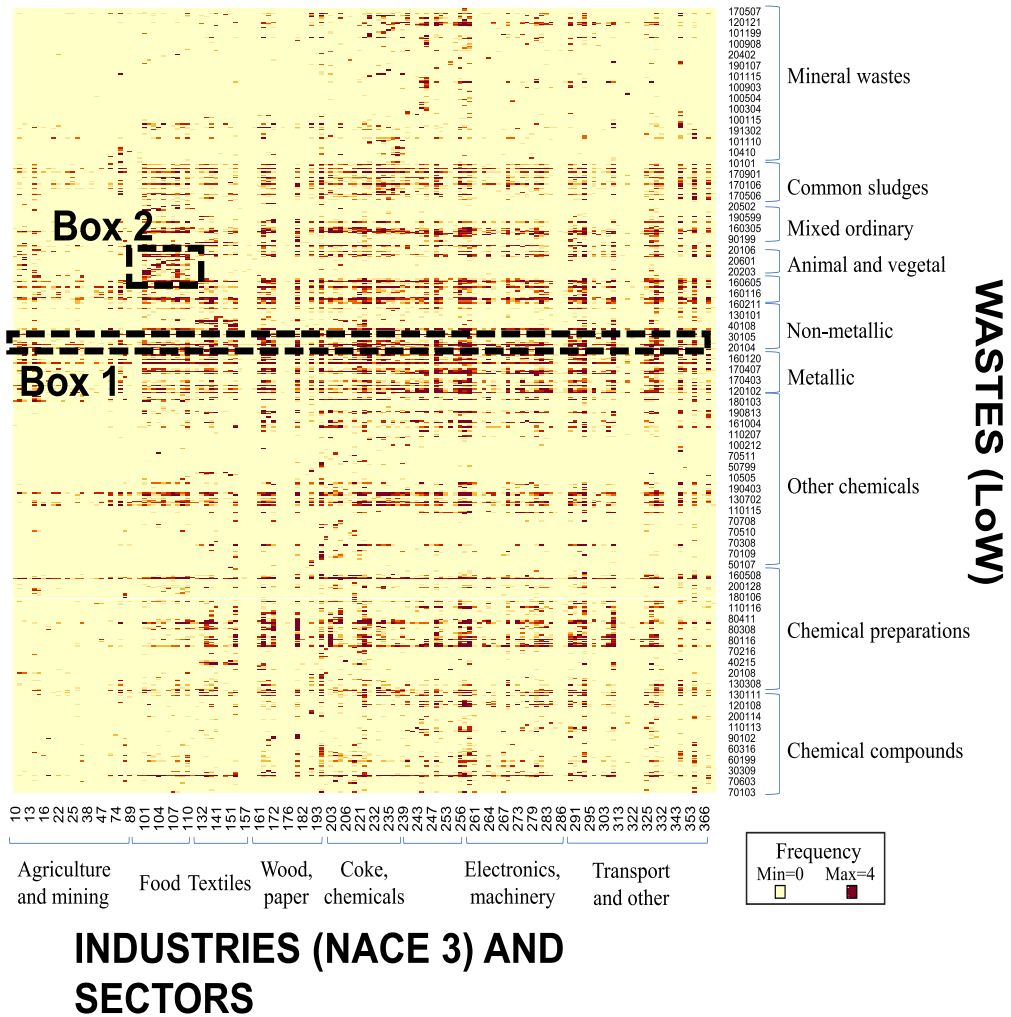 170507
120121
101199
100908
20402
190107
101115
100903
100504
100304
100115
191302
101110
10410
10101
170901
170106
170506
20502
190599
160305
90199
20106
20601
20203
160605
160116
160211
130101
40108
30105
20104
160120
170407
170403
120102
180103
190813
161004
110207
100212
70511
50799
10505
190403
130702
110115
70708
70510
70308
70109
50107
160508
200128
180106
110116
80411
80308
80116
70216
40215
20108
130308
130111
120108
200114
110113
90102
60316
60199
30309
70603
70103
Mineral wastes
Common sludges
Mixed ordinary
Animal and vegetal
Non-metallic
Metallic
Other chemicals
Chemical preparations
Chemical compounds
WASTES (LoW)
Box 2
Box 1
10 13 16 22 25 38 47 74 89 101 104 107 110 132 141 151 157 161 172 176 182 193 203 206 221 232 235 239 243 247 253 256 261 264 267 273 279 283 286 291 295 303 313 322 325 332 343 353 366
Agriculture
and mining
Food
Textiles
Wood,
paper
Coke,
chemicals
Electronics,
machinery
Transport
and other
Frequency
Min=0 Max=4
INDUSTRIES (NACE 3) AND
SECTORS